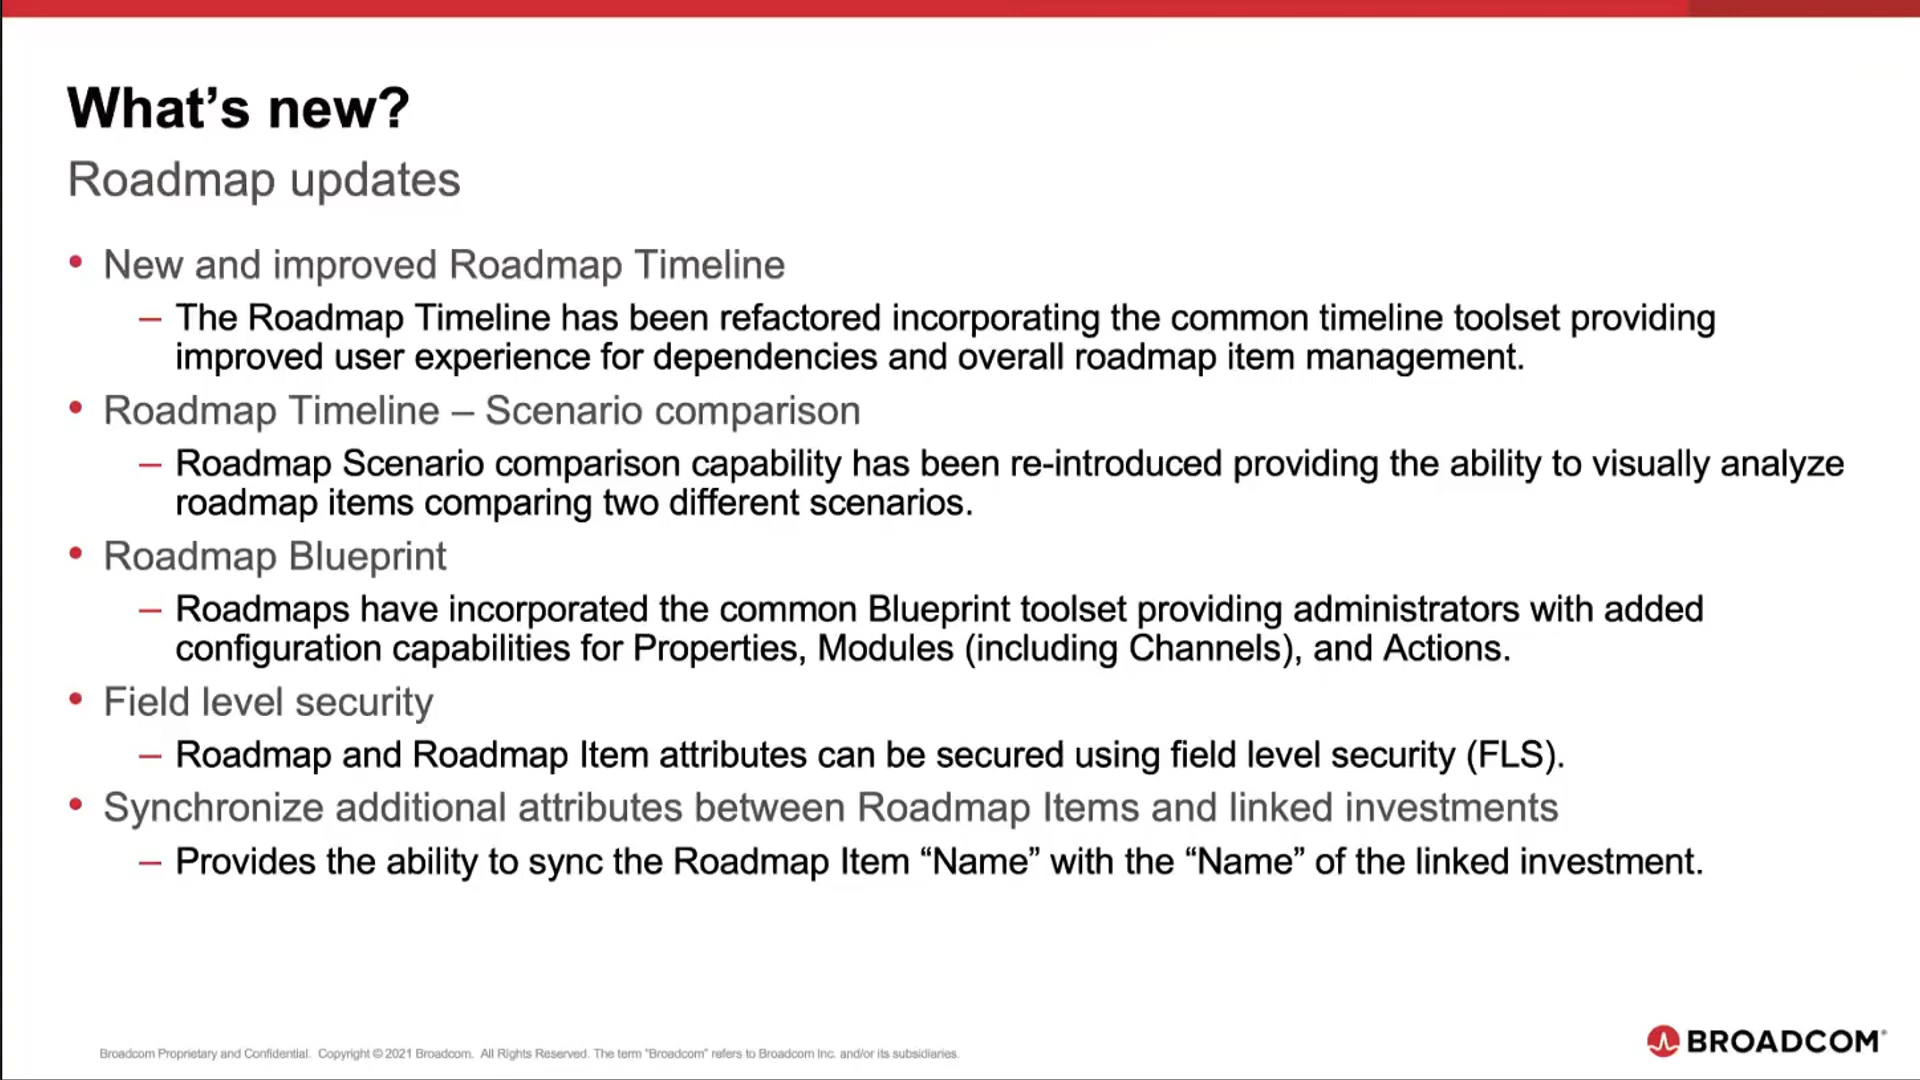 What’s new?
Roadmap updates
• New and improved Roadmap Timeline
– The Roadmap Timeline has been refactored incorporating the common timeline toolset providing
improved user experience for dependencies and overall roadmap item management.
• Roadmap Timeline – Scenario comparison
– Roadmap Scenario comparison capability has been re-introduced providing the ability to visually analyze
roadmap items comparing two different scenarios.
• Roadmap Blueprint
– Roadmaps have incorporated the common Blueprint toolset providing administrators with added
configuration capabilities for Properties, Modules (including Channels), and Actions.
• Field level security
– Roadmap and Roadmap Item attributes can be secured using field level security (FLS).
• Synchronize additional attributes between Roadmap Items and linked investments
– Provides the ability to sync the Roadmap Item “Name” with the “Name” of the linked investment.
Broadcom Proprietary and Confidential. Copyright © 2021 Broadcom. All Rights Reserved. The term “Broadcom” refers to Broadcom Inc. and/or its subsidiaries.
BROADCOM®